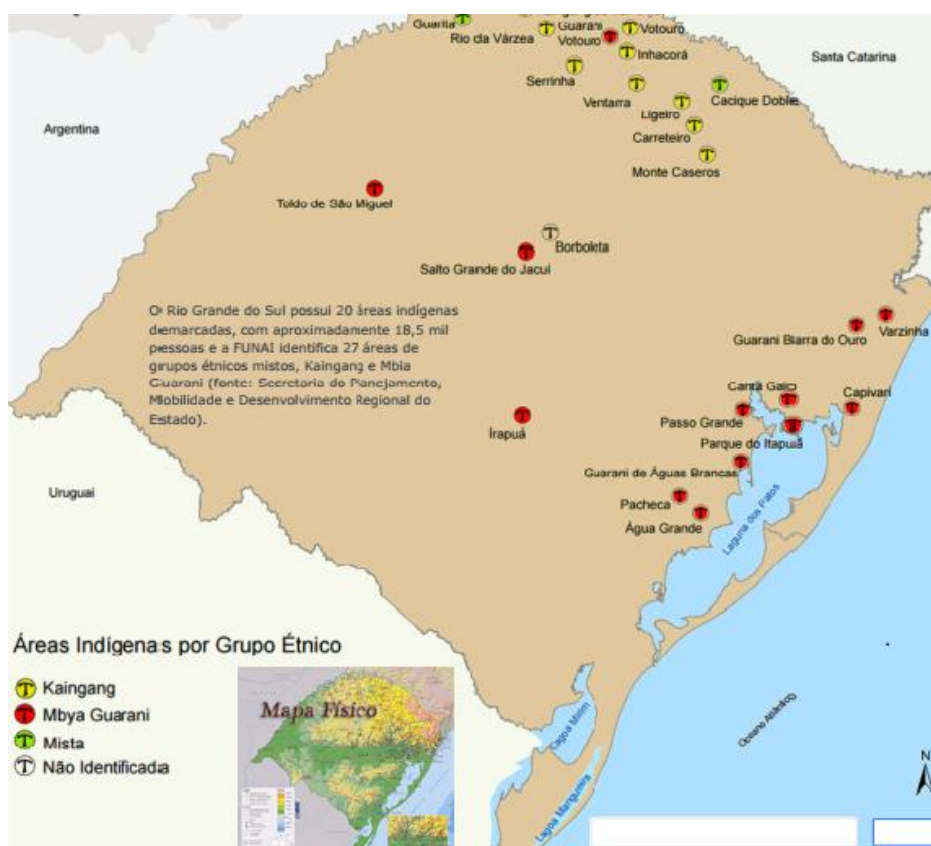 Guarita
Rio da Várzea
Guarani
Votouro
Votouro
Inhacorá
Serrinha
Ventarra
Ligeiro
Cacique Doble
Carreteiro
Monte Caseros
Santa Catarina
Argentina
Toldo de São Miguel
Borboleta
Salto Grande do Jacuí
O Rio Grande do Sul possui 20 áreas indígenas
demarcadas, com aproximadamente 18,5 mil
pessoas e a FUNAI identifica 27 áreas de
grupos étnicos mistos, Kaingang e Mbia
Guarani (fonte: Secretaria do Planejamento,
Mobilidade e Desenvolvimento Regional do
Estado).
Varzinha
Guarani Barra do Ouro
Cantá Galo
Capivari
Passo Grande
Parque do Itapuiá
Irapuá
Guarani de Águas Brancas
Pacheca
Água Grande
Uruguai
Laguna dos Patos
Áreas Indígenas por Grupo Étnico
Kaingang
Mbya Guarani
Mista
Não Identificada
Mapa Físico
Lagoa Mirim
Lagoa Mangueira
Oceano Atlântico
N